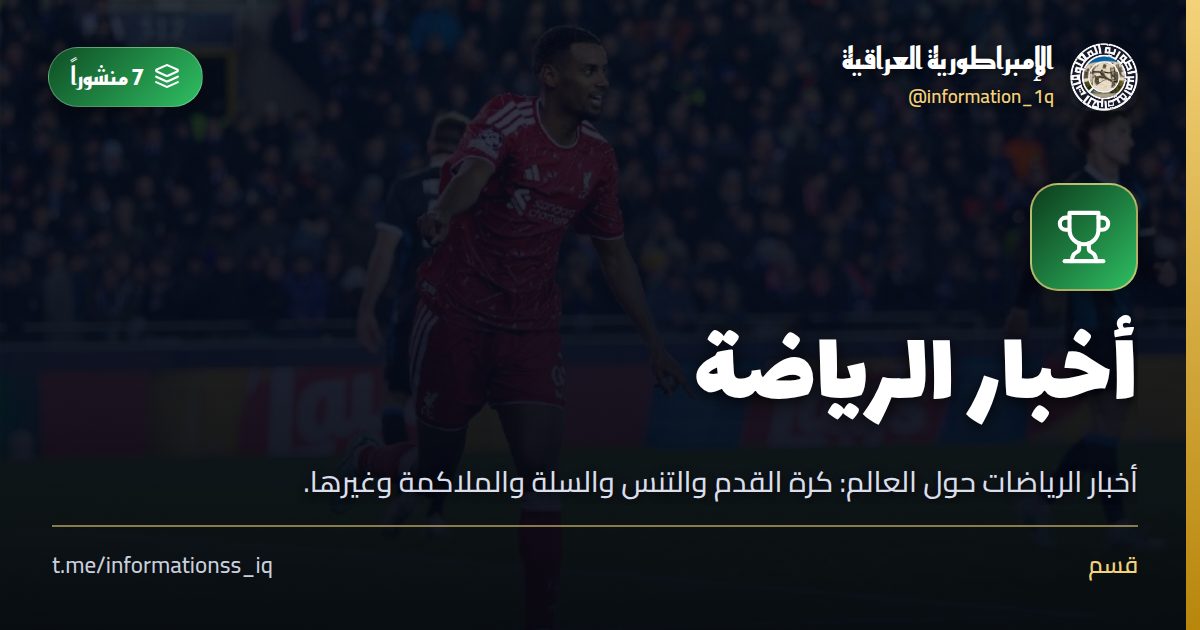 الإمبراطورية العراقية
@information_1q
7 منشوراً
أخبار الرياضة
أخبار الرياضات حول العالم: كرة القدم والتنس والسلة والملاكمة وغيرها.
قسم
t.me/informationss_iq